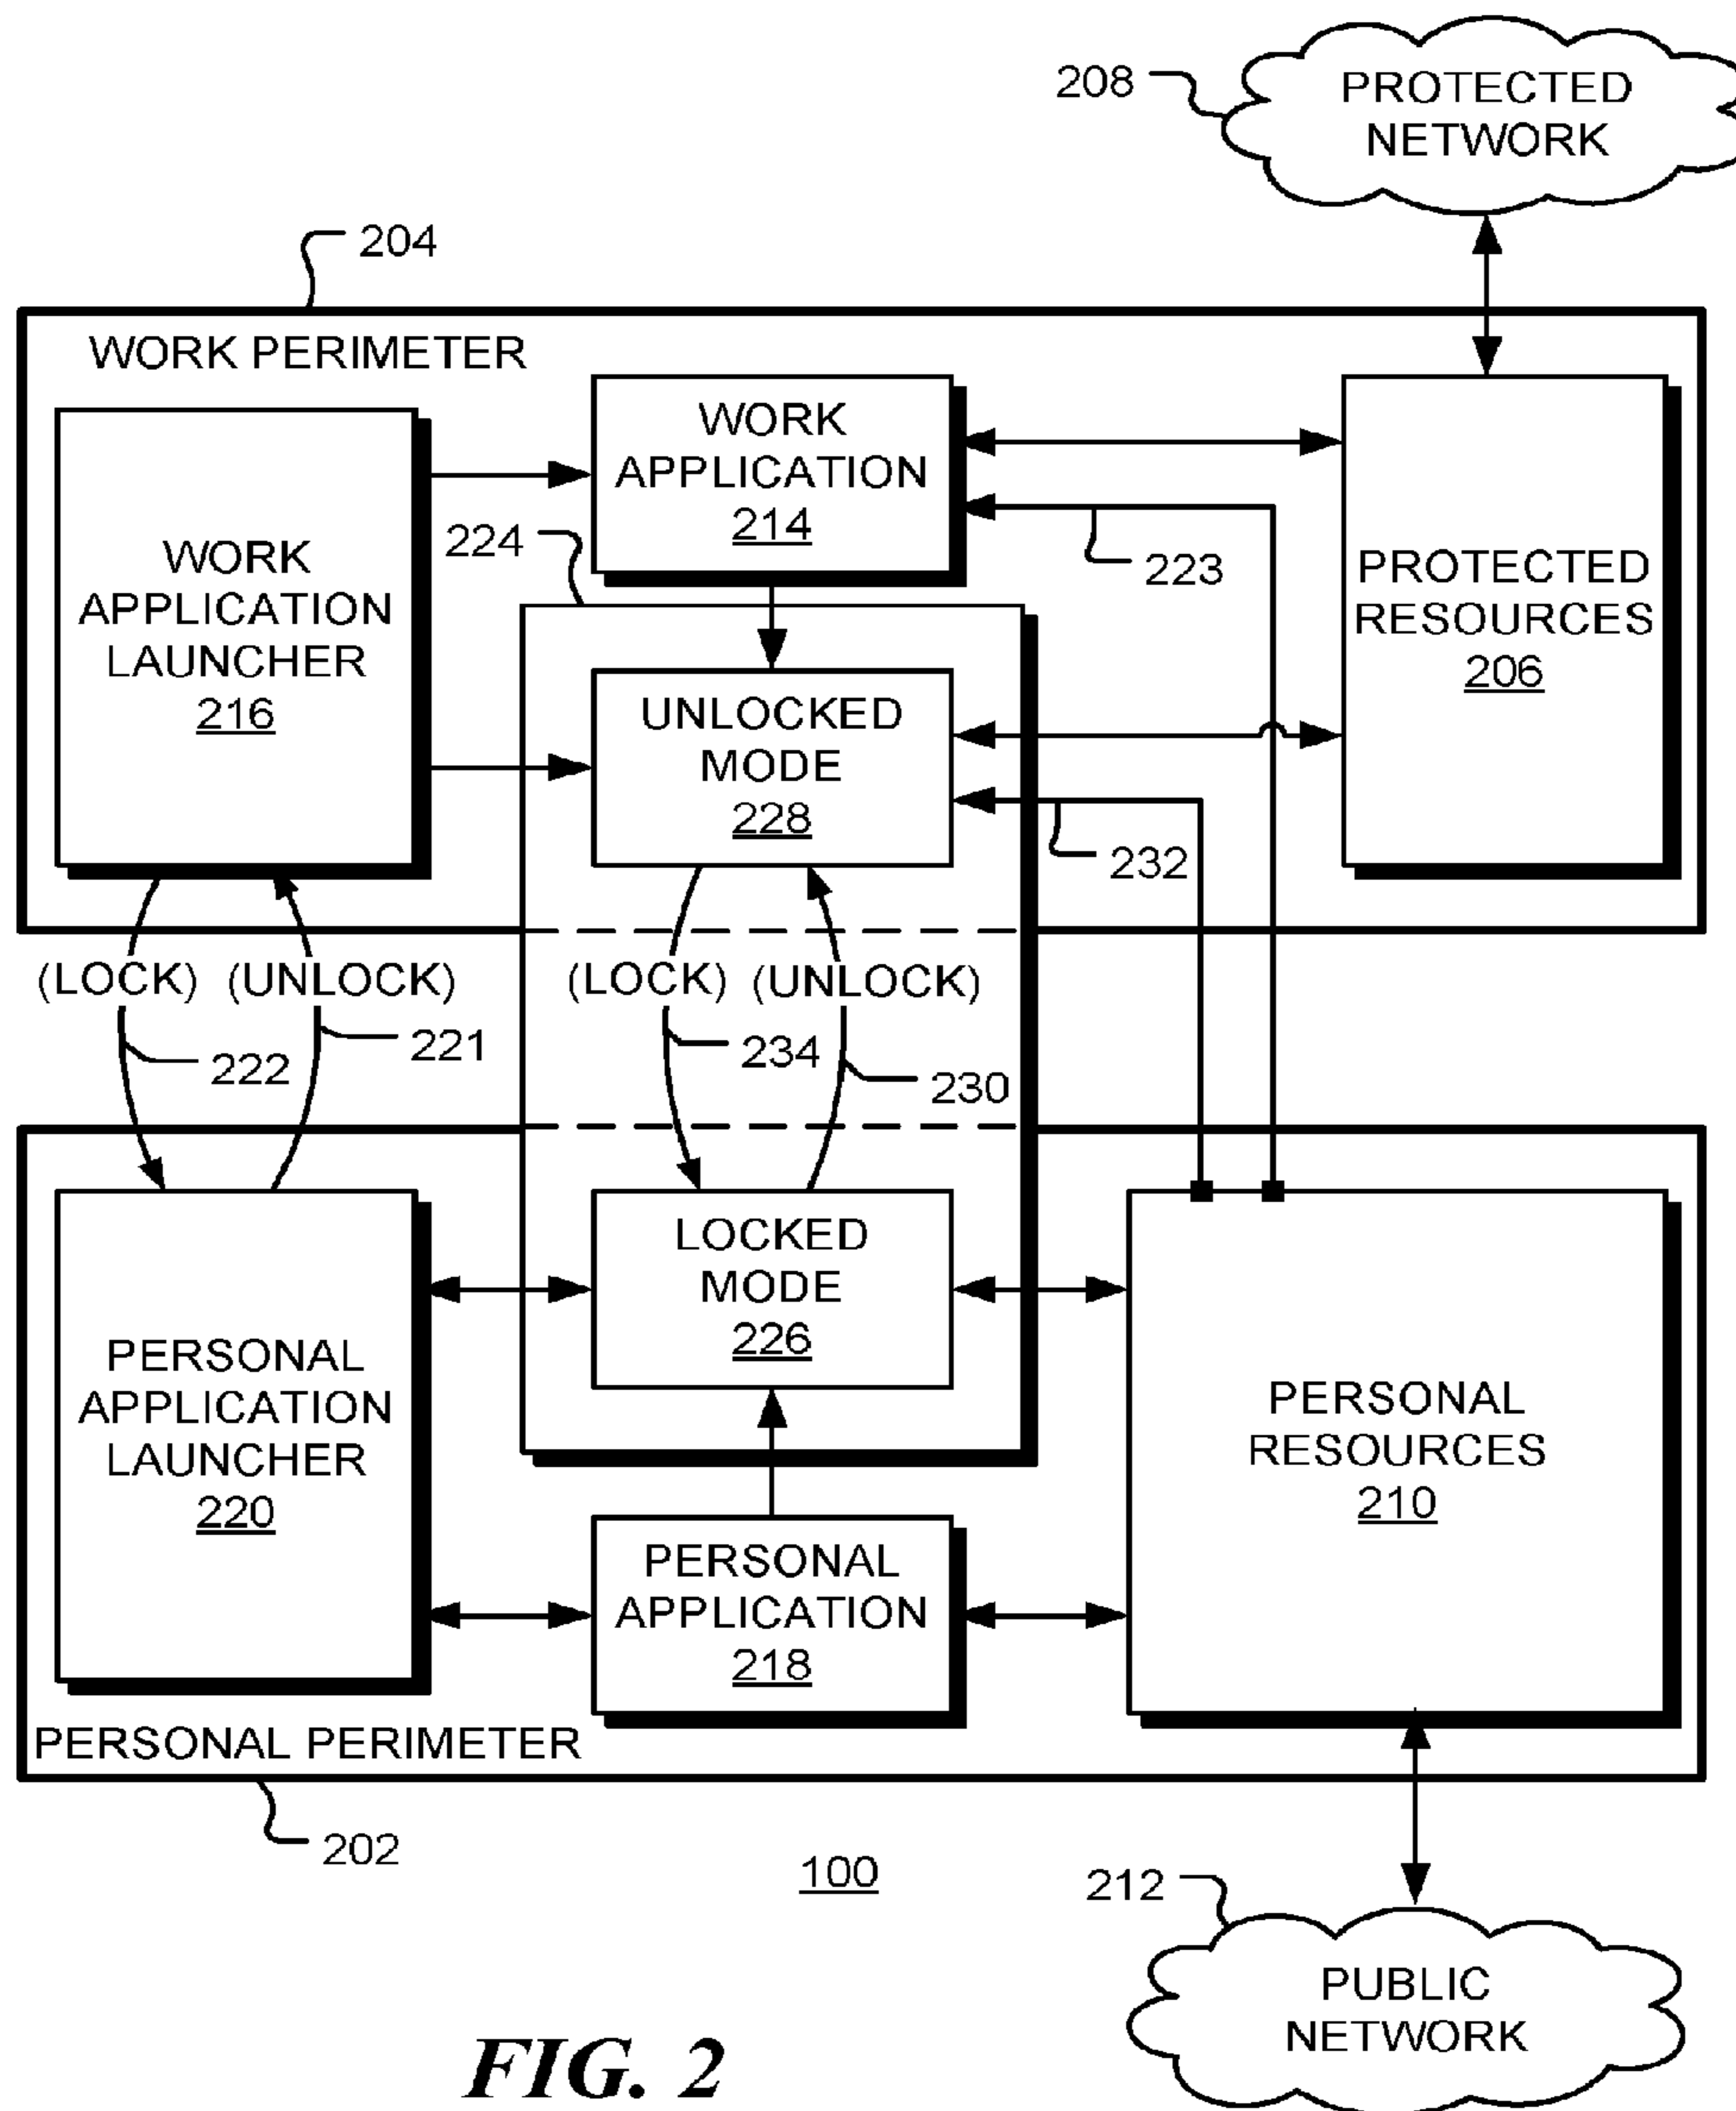 208
PROTECTED
NETWORK
204
WORK PERIMETER
WORK
APPLICATION
214
224
223
WORK
APPLICATION
LAUNCHER
216
PROTECTED
RESOURCES
206
UNLOCKED
MODE
228
232
(LOCK)
(UNLOCK)
(LOCK)
(UNLOCK)
222
221
234
230
LOCKED
MODE
226
PERSONAL
APPLICATION
LAUNCHER
220
PERSONAL
RESOURCES
210
PERSONAL
APPLICATION
218
PERSONAL PERIMETER
202
100
212
PUBLIC
NETWORK
FIG. 2